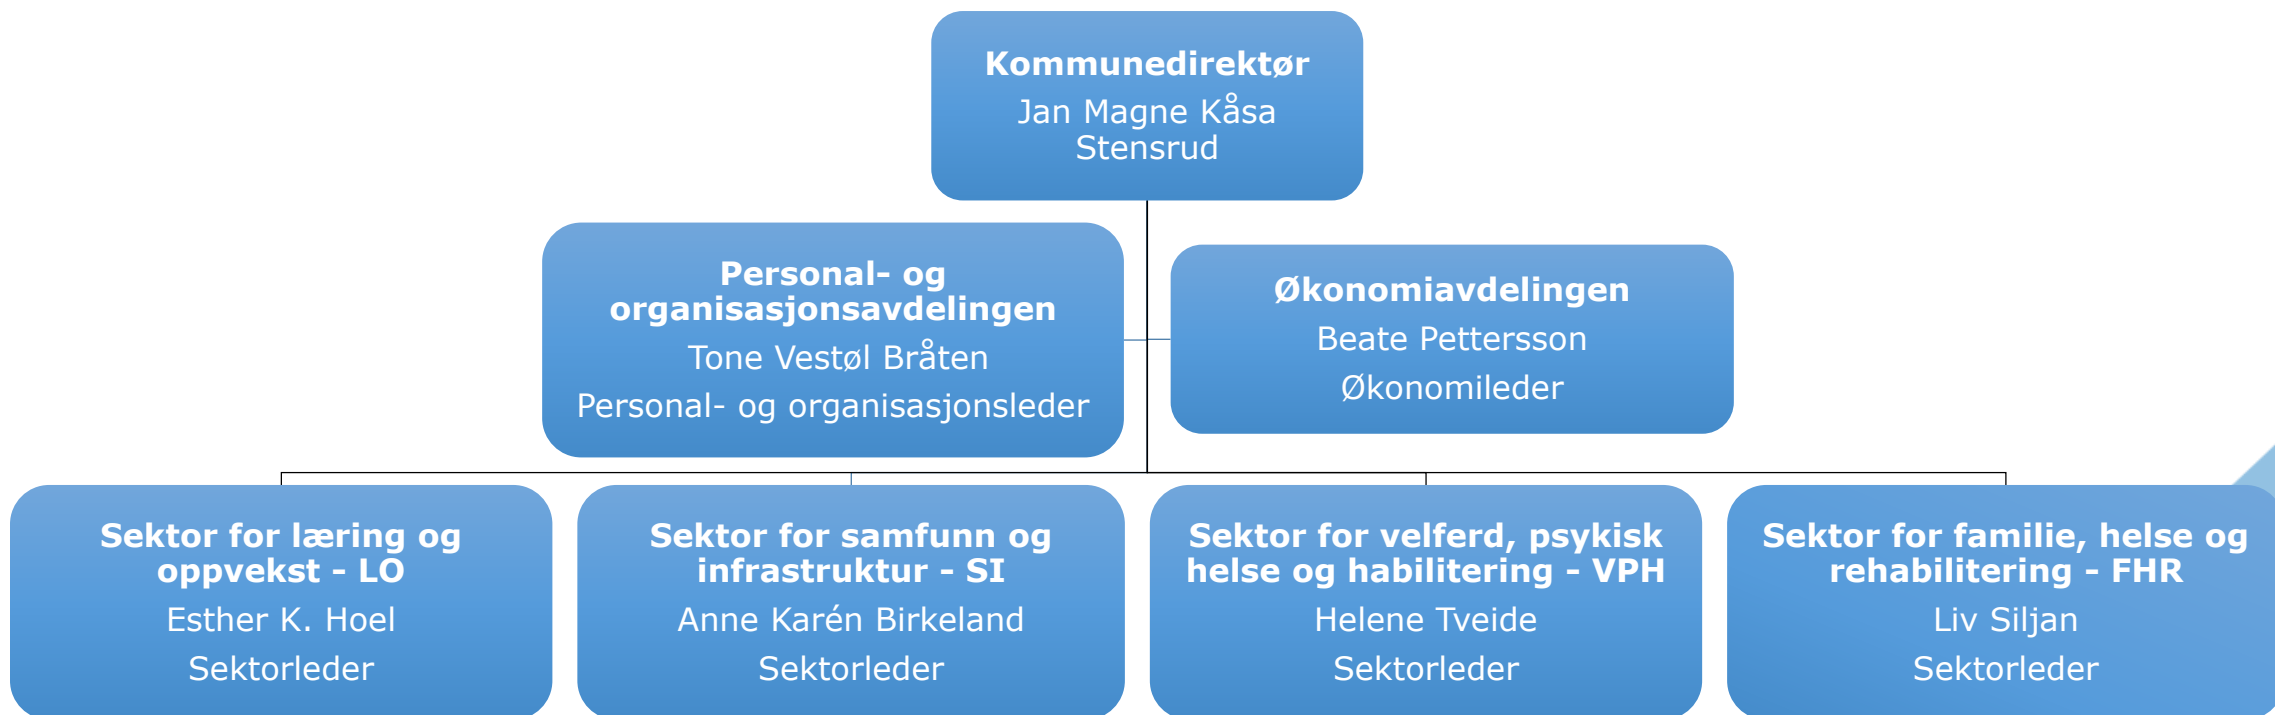 Kommunedirektør
Jan Magne Kåsa
Stensrud
Personal- og
organisasjonsavdelingen
Tone Vestøl Bråten
Personal- og organisasjonsleder
Økonomiavdelingen
Beate Pettersson
Økonomileder
Sektor for læring og
oppvekst – LO
Esther K. Hoel
Sektorleder
Sektor for samfunn og
infrastruktur – SI
Anne Karén Birkeland
Sektorleder
Sektor for velferd, psykisk
helse og habilitering – VPH
Helene Tveide
Sektorleder
Sektor for familie, helse og
rehabilitering – FHR
Liv Siljan
Sektorleder